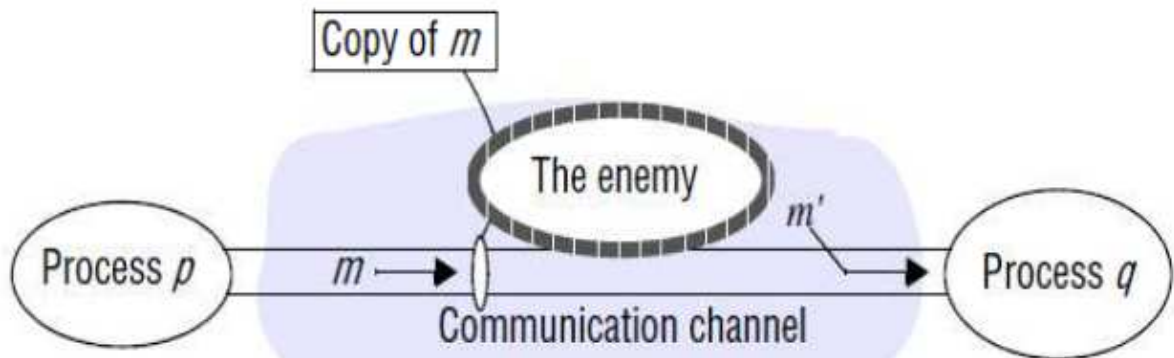 Copy of m
The enemy
m'
Process p
m
Process q
Communication channel